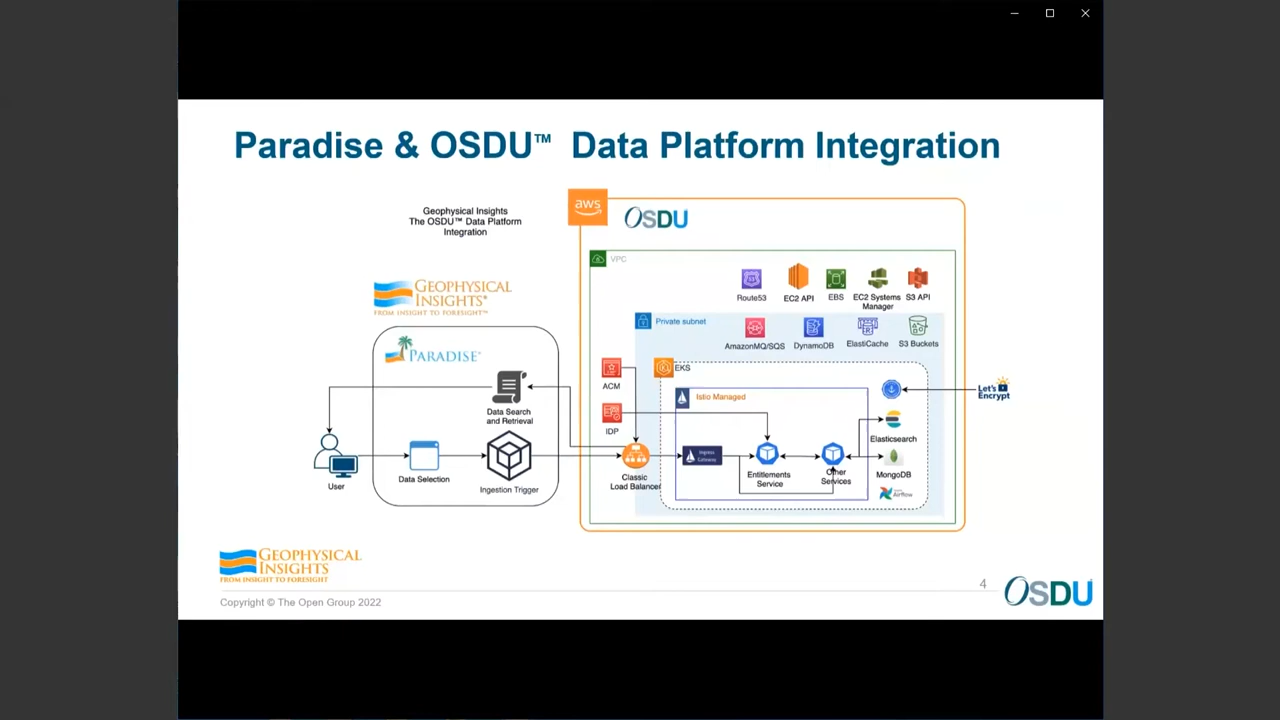 Paradise & OSDU™ Data Platform Integration
Geophysical Insights
The OSDU™ Data Platform
Integration
aws
OSDU
VPC
Route53
EC2 API
EBS
EC2 Systems
Manager
S3 API
GEOPHYSICAL
INSIGHTS®
FROM INSIGHT TO FORESIGHT™
Private subnet
AmazonMQ/SQS
DynamoDB
ElastiCache
S3 Buckets
PARADISE®
ACM
EKS
Istio Managed
Let's
Encrypt
Data Search
and Retrieval
IDP
Elasticsearch
Ingress
Gateway
User
Data Selection
Ingestion Trigger
Classic
Load Balancer
Entitlements
Service
Other
Services
MongoDB
Airflow
GEOPHYSICAL
INSIGHTS
FROM INSIGHT TO FORESIGHT
4
OSDU
Copyright © The Open Group 2022